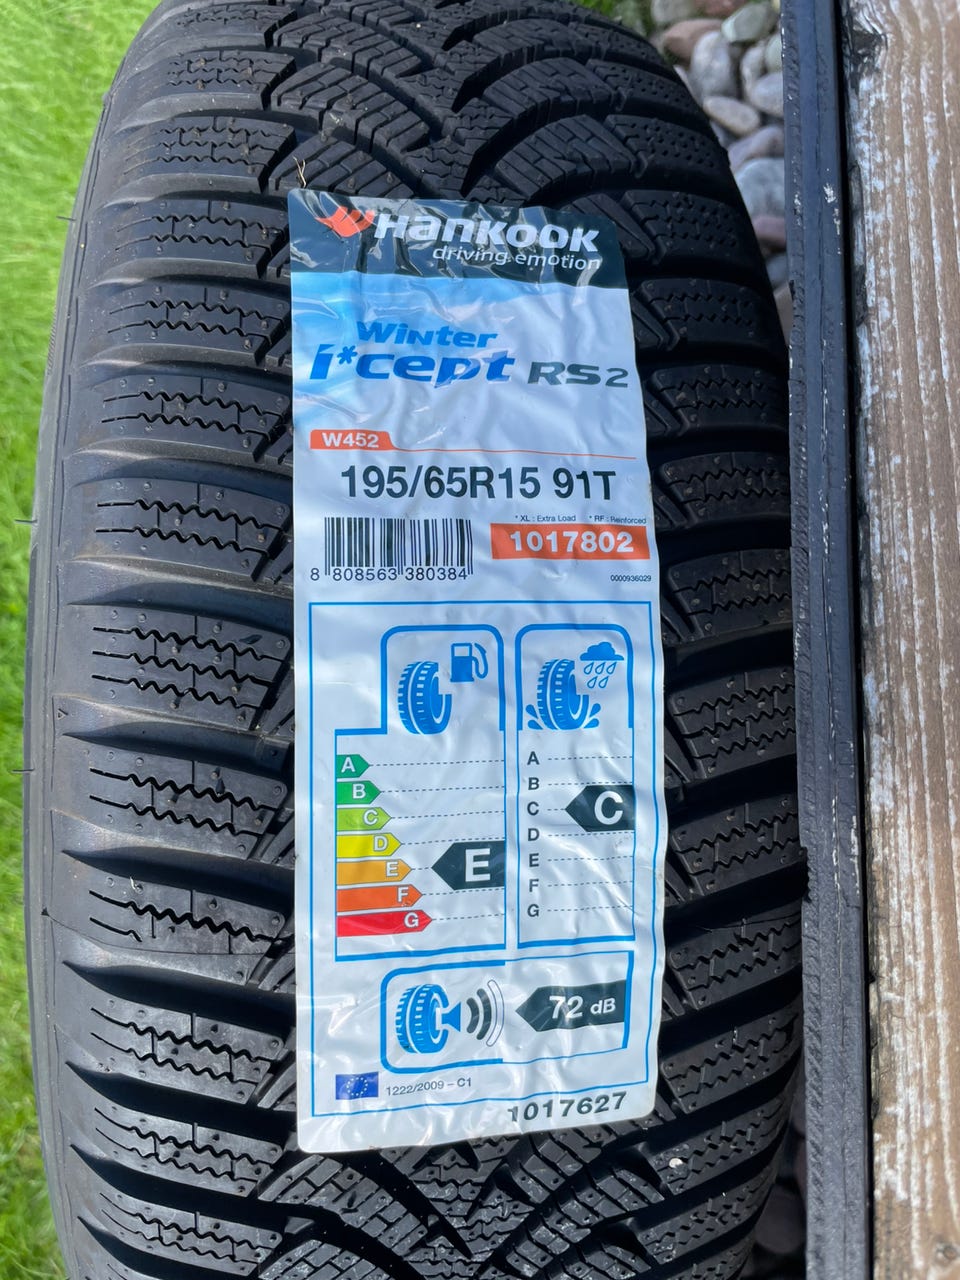 Hankook
driving emotion
Winter
i*cept RS2
W452
195/65R15 91T
* XL : Extra Load * RF : Reinforced
1017802
8 808563 380384
0000936029
A
B
C
D
E
F
G
E
A
B
C
D
E
F
G
C
72 dB
1222/2009 - C1
1017627